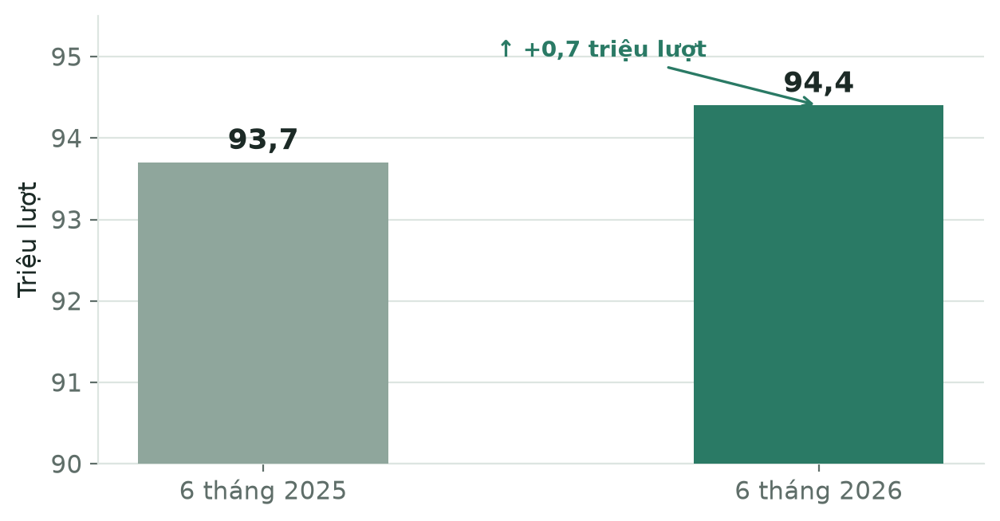 ↑ +0,7 triệu lượt
95
94,4
94
93,7
93
Triệu lượt
92
91
90
6 tháng 2025
6 tháng 2026